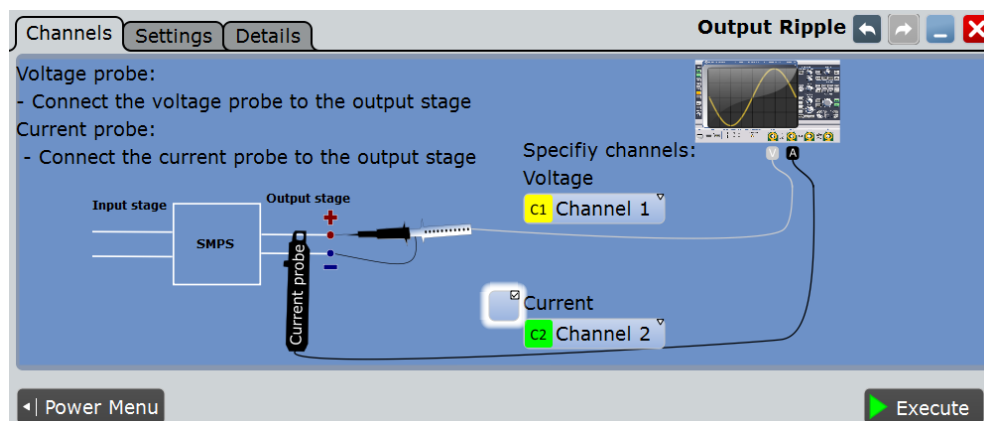 Channels Settings Details Output Ripple
Voltage probe:
- Connect the voltage probe to the output stage
Current probe:
- Connect the current probe to the output stage
Specifiy channels:
V A
Voltage
C1 Channel 1
Input stage
Output stage
+
SMPS
-
Current probe
Current
C2 Channel 2
Power Menu
Execute